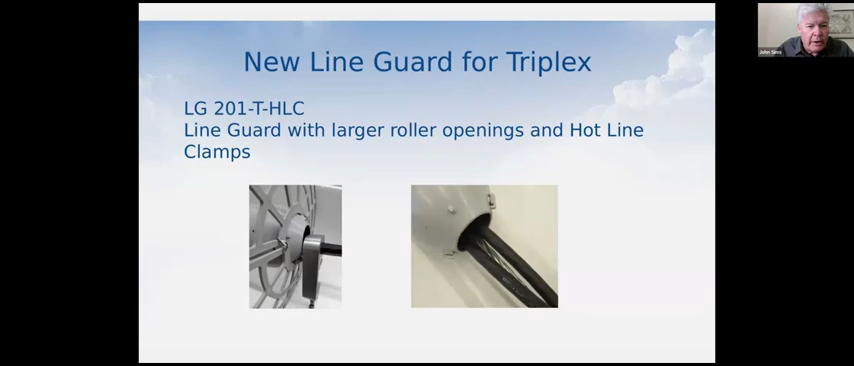 New Line Guard for Triplex
LG 201-T-HLC
Line Guard with larger roller openings and Hot Line
Clamps
John Sass